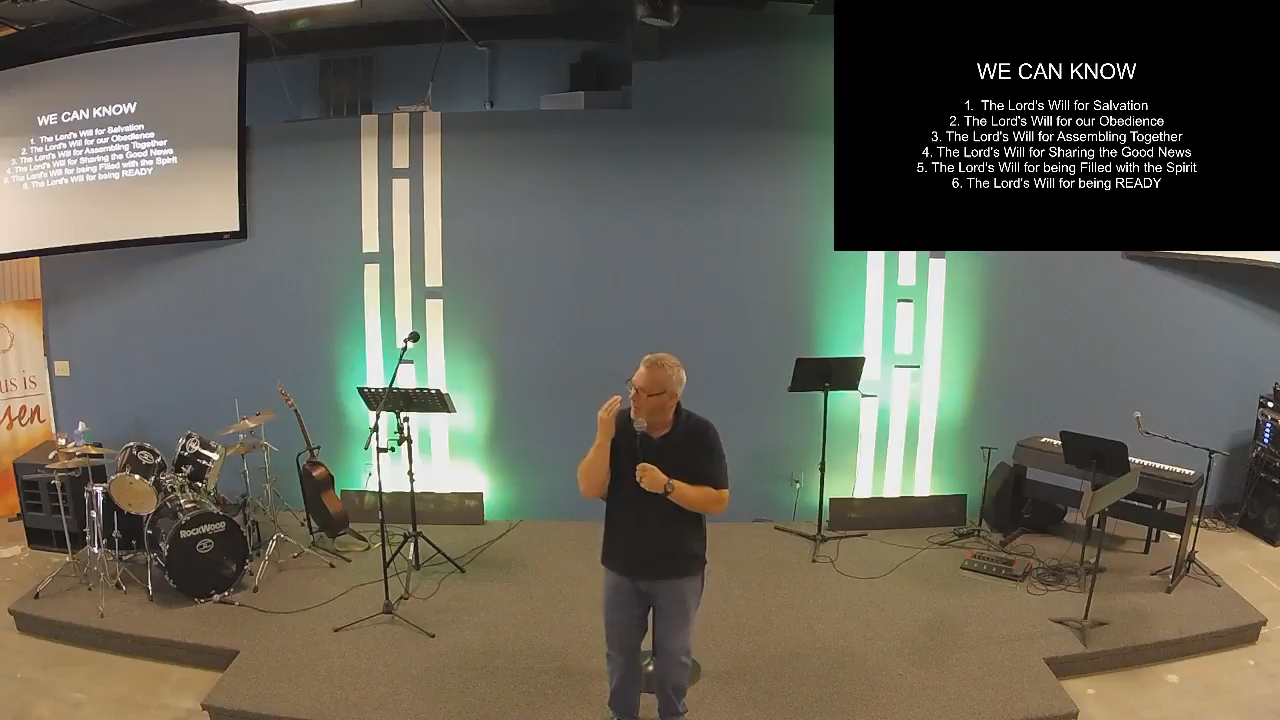 WE CAN KNOW
1. The Lord's Will for Salvation
2. The Lord's Will for our Obedience
3. The Lord's Will for Assembling Together
4. The Lord's Will for Sharing the Good News
5. The Lord's Will for being Filled with the Spirit
6. The Lord's Will for being READY
WE CAN KNOW
1. The Lord's Will for Salvation
2. The Lord's Will for our Obedience
3. The Lord's Will for Assembling Together
4. The Lord's Will for Sharing the Good News
5. The Lord's Will for being Filled with the Spirit
6. The Lord's Will for being READY
us is
sen
ROCKWOOD